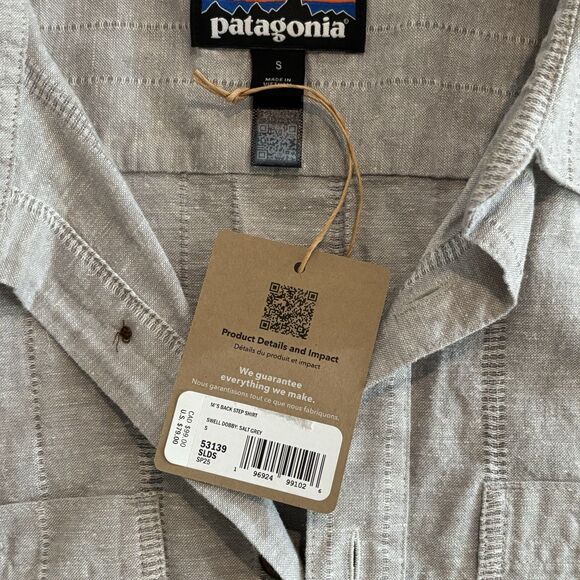 patagonia®
S
MADE IN
Product Details and Impact
Détails du produit et impact
We guarantee
everything we make.
Nous garantissons tout ce que nous fabriquons.
CAD $99.00
U.S. $79.00
M'S BACK STEP SHIRT
SWELL DOBBY: SALT GREY
S
53139
SLDS
SP25
1 96924 99102 6